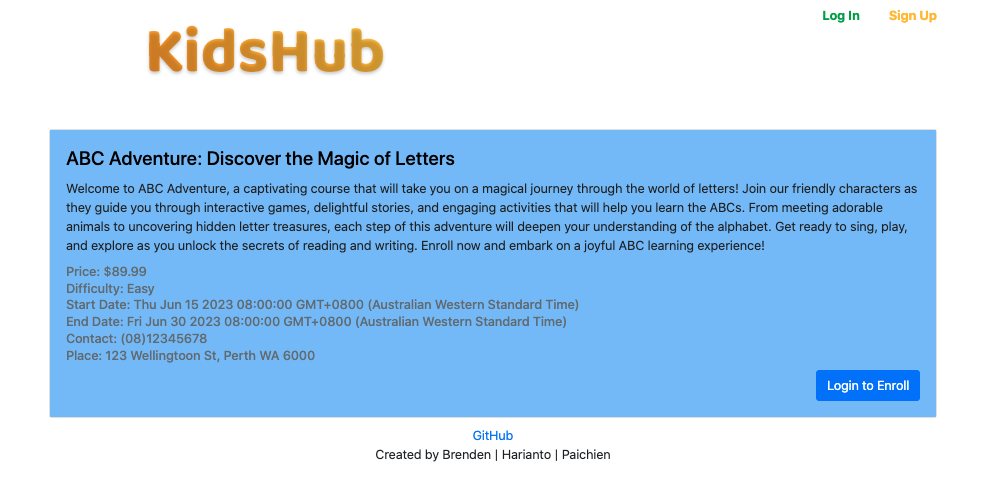 Log In Sign Up
KidsHub
ABC Adventure: Discover the Magic of Letters
Welcome to ABC Adventure, a captivating course that will take you on a magical journey through the world of letters! Join our friendly characters as
they guide you through interactive games, delightful stories, and engaging activities that will help you learn the ABCs. From meeting adorable
animals to uncovering hidden letter treasures, each step of this adventure will deepen your understanding of the alphabet. Get ready to sing, play,
and explore as you unlock the secrets of reading and writing. Enroll now and embark on a joyful ABC learning experience!
Price: $89.99
Difficulty: Easy
Start Date: Thu Jun 15 2023 08:00:00 GMT+0800 (Australian Western Standard Time)
End Date: Fri Jun 30 2023 08:00:00 GMT+0800 (Australian Western Standard Time)
Contact: (08)12345678
Place: 123 Wellingtoon St, Perth WA 6000
Login to Enroll
GitHub
Created by Brenden | Harianto | Paichien